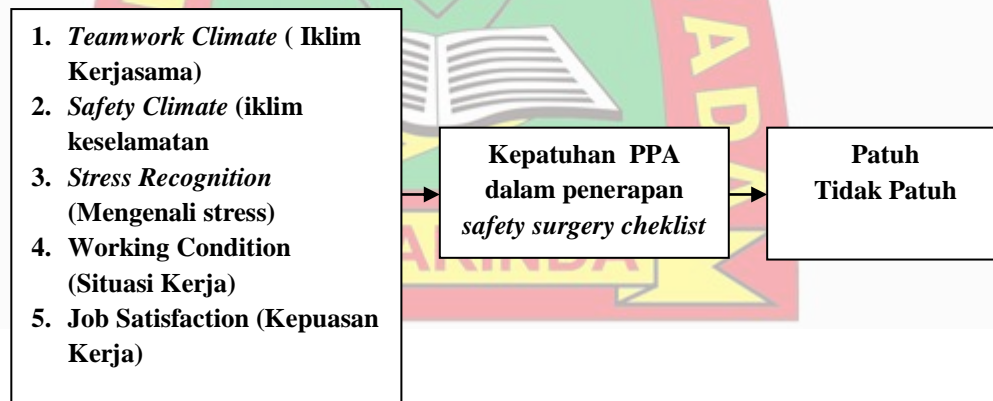 1. Teamwork Climate ( Iklim
Kerjasama)
2. Safety Climate (iklim
keselamatan
3. Stress Recognition
(Mengenali stress)
4. Working Condition
(Situasi Kerja)
5. Job Satisfaction (Kepuasan
Kerja)
Kepatuhan PPA
dalam penerapan
safety surgery cheklist
Patuh
Tidak Patuh